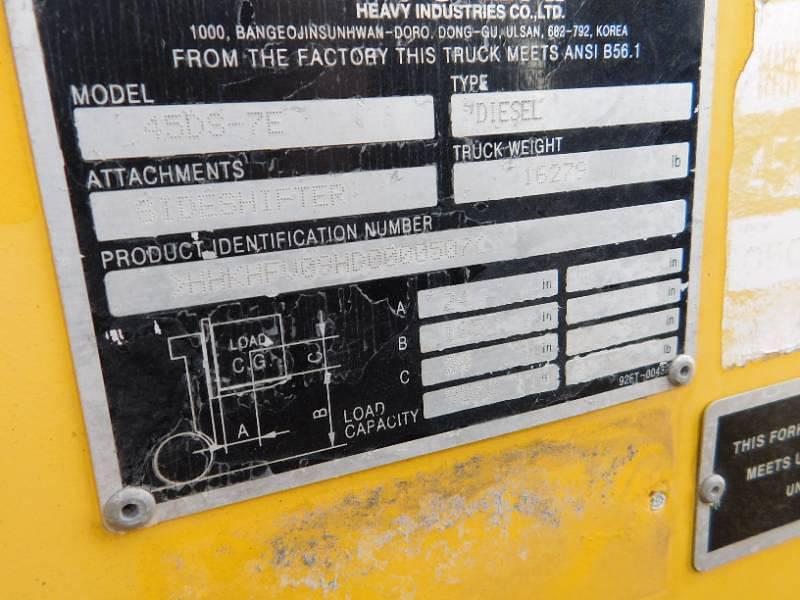 HEAVY INDUSTRIES CO.,LTD.
1000, BANGEOJINSUNHWAN-DORO, DONG-GU, ULSAN, 682-792, KOREA
FROM THE FACTORY THIS TRUCK MEETS ANSI B56.1
MODEL
45DS-7E
TYPE
DIESEL
ATTACHMENTS
SIDESHIFTER
TRUCK WEIGHT
16279 lb
PRODUCT IDENTIFICATION NUMBER
A 24 in in
B in in
C in in
LOAD CAPACITY lb
LOAD
C G
A
B
C
THIS FORK
MEETS